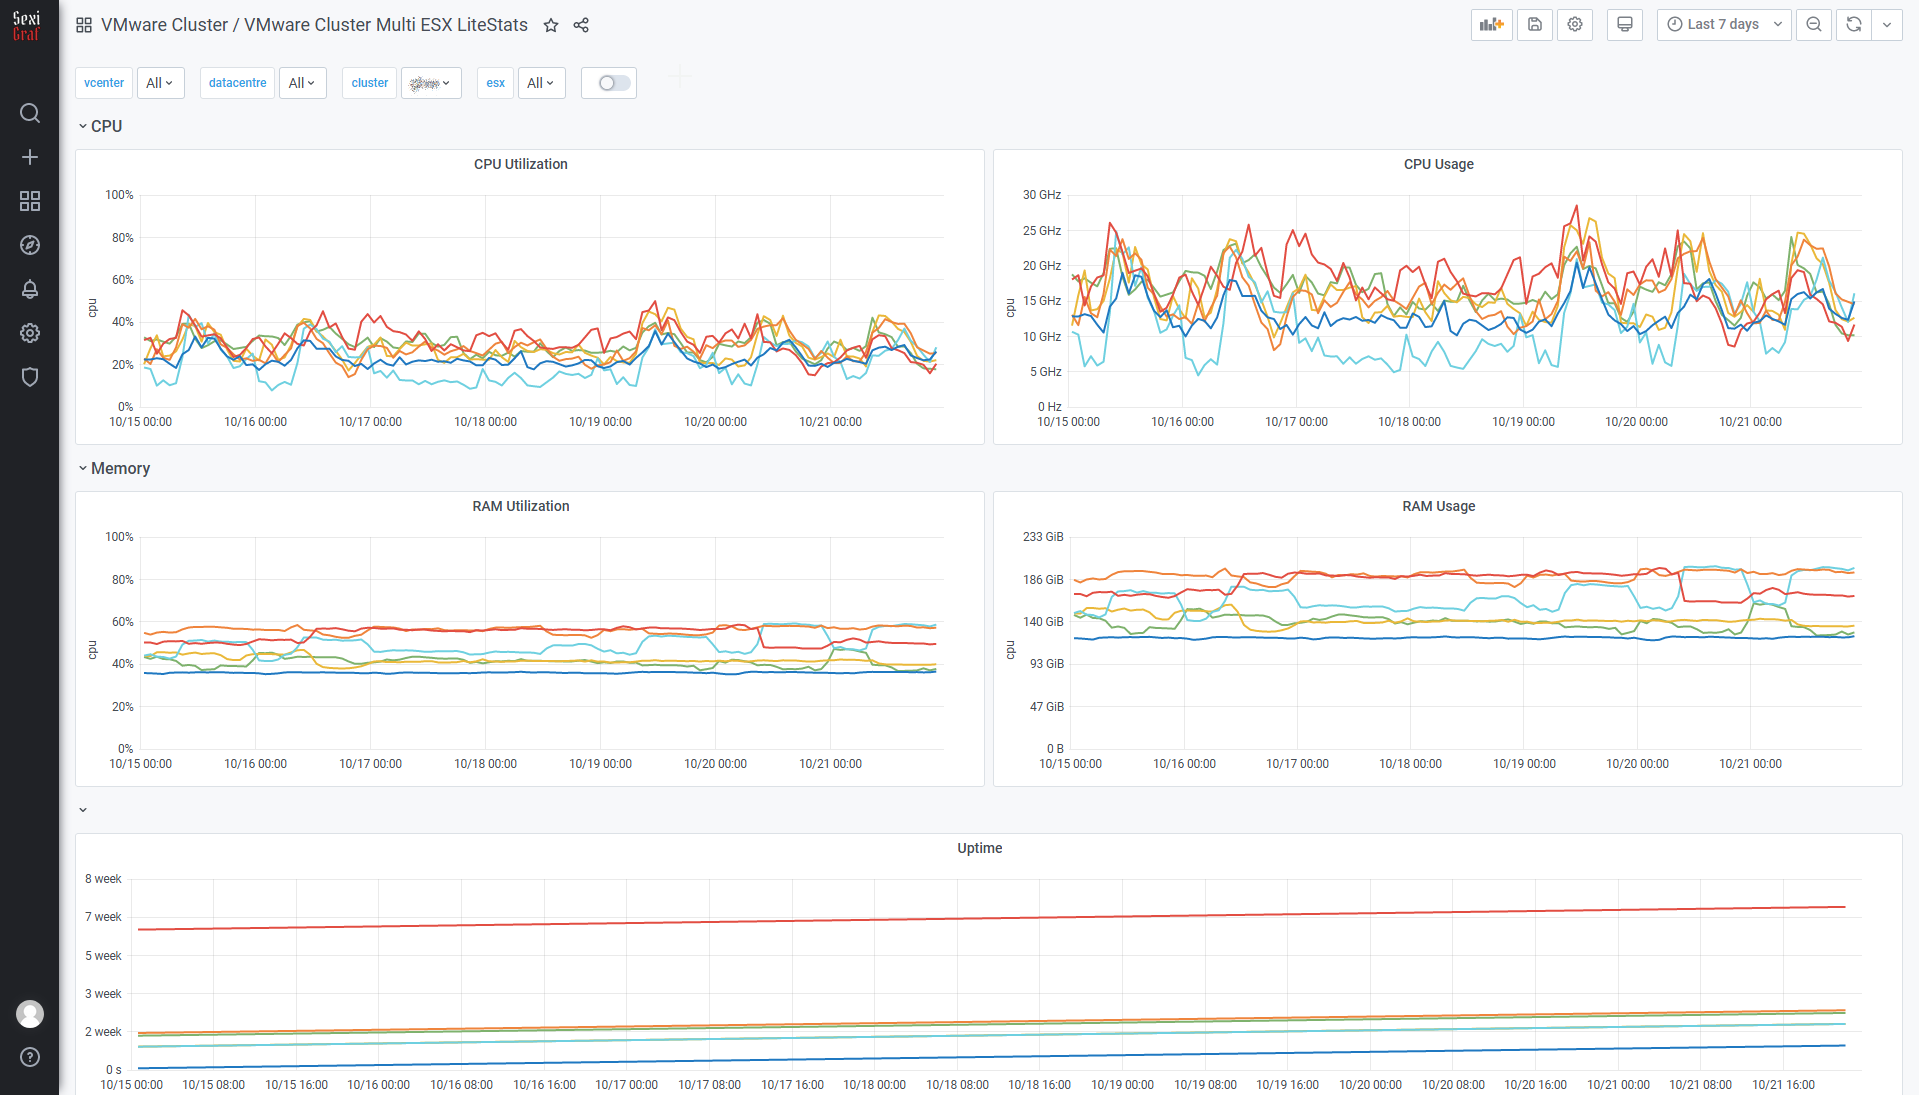 Sexi
Graf
VMware Cluster / VMware Cluster Multi ESX LiteStats
Last 7 days
vcenter All datacentre All cluster esx All
CPU
CPU Utilization
100%
80%
60%
40%
20%
0%
cpu
10/15 00:00 10/16 00:00 10/17 00:00 10/18 00:00 10/19 00:00 10/20 00:00 10/21 00:00
CPU Usage
30 GHz
25 GHz
20 GHz
15 GHz
10 GHz
5 GHz
0 Hz
cpu
10/15 00:00 10/16 00:00 10/17 00:00 10/18 00:00 10/19 00:00 10/20 00:00 10/21 00:00
Memory
RAM Utilization
100%
80%
60%
40%
20%
0%
cpu
10/15 00:00 10/16 00:00 10/17 00:00 10/18 00:00 10/19 00:00 10/20 00:00 10/21 00:00
RAM Usage
233 GiB
186 GiB
140 GiB
93 GiB
47 GiB
0 B
cpu
10/15 00:00 10/16 00:00 10/17 00:00 10/18 00:00 10/19 00:00 10/20 00:00 10/21 00:00
Uptime
8 week
7 week
5 week
3 week
2 week
0 s
10/15 00:00 10/15 08:00 10/15 16:00 10/16 00:00 10/16 08:00 10/16 16:00 10/17 00:00 10/17 08:00 10/17 16:00 10/18 00:00 10/18 08:00 10/18 16:00 10/19 00:00 10/19 08:00 10/19 16:00 10/20 00:00 10/20 08:00 10/20 16:00 10/21 00:00 10/21 08:00 10/21 16:00